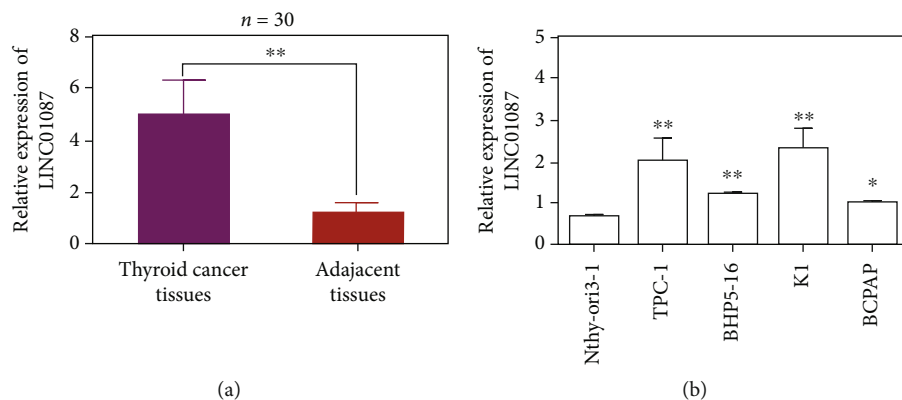 n = 30
Relative expression of
LINC01087
8
6
4
2
0
**
Thyroid cancer
tissues
Adajacent
tissues
(a)
Relative expression of
LINC01087
5
4
3
2
1
0
**
**
**
*
Nthy-ori3-1
TPC-1
BHP5-16
K1
BCPAP
(b)